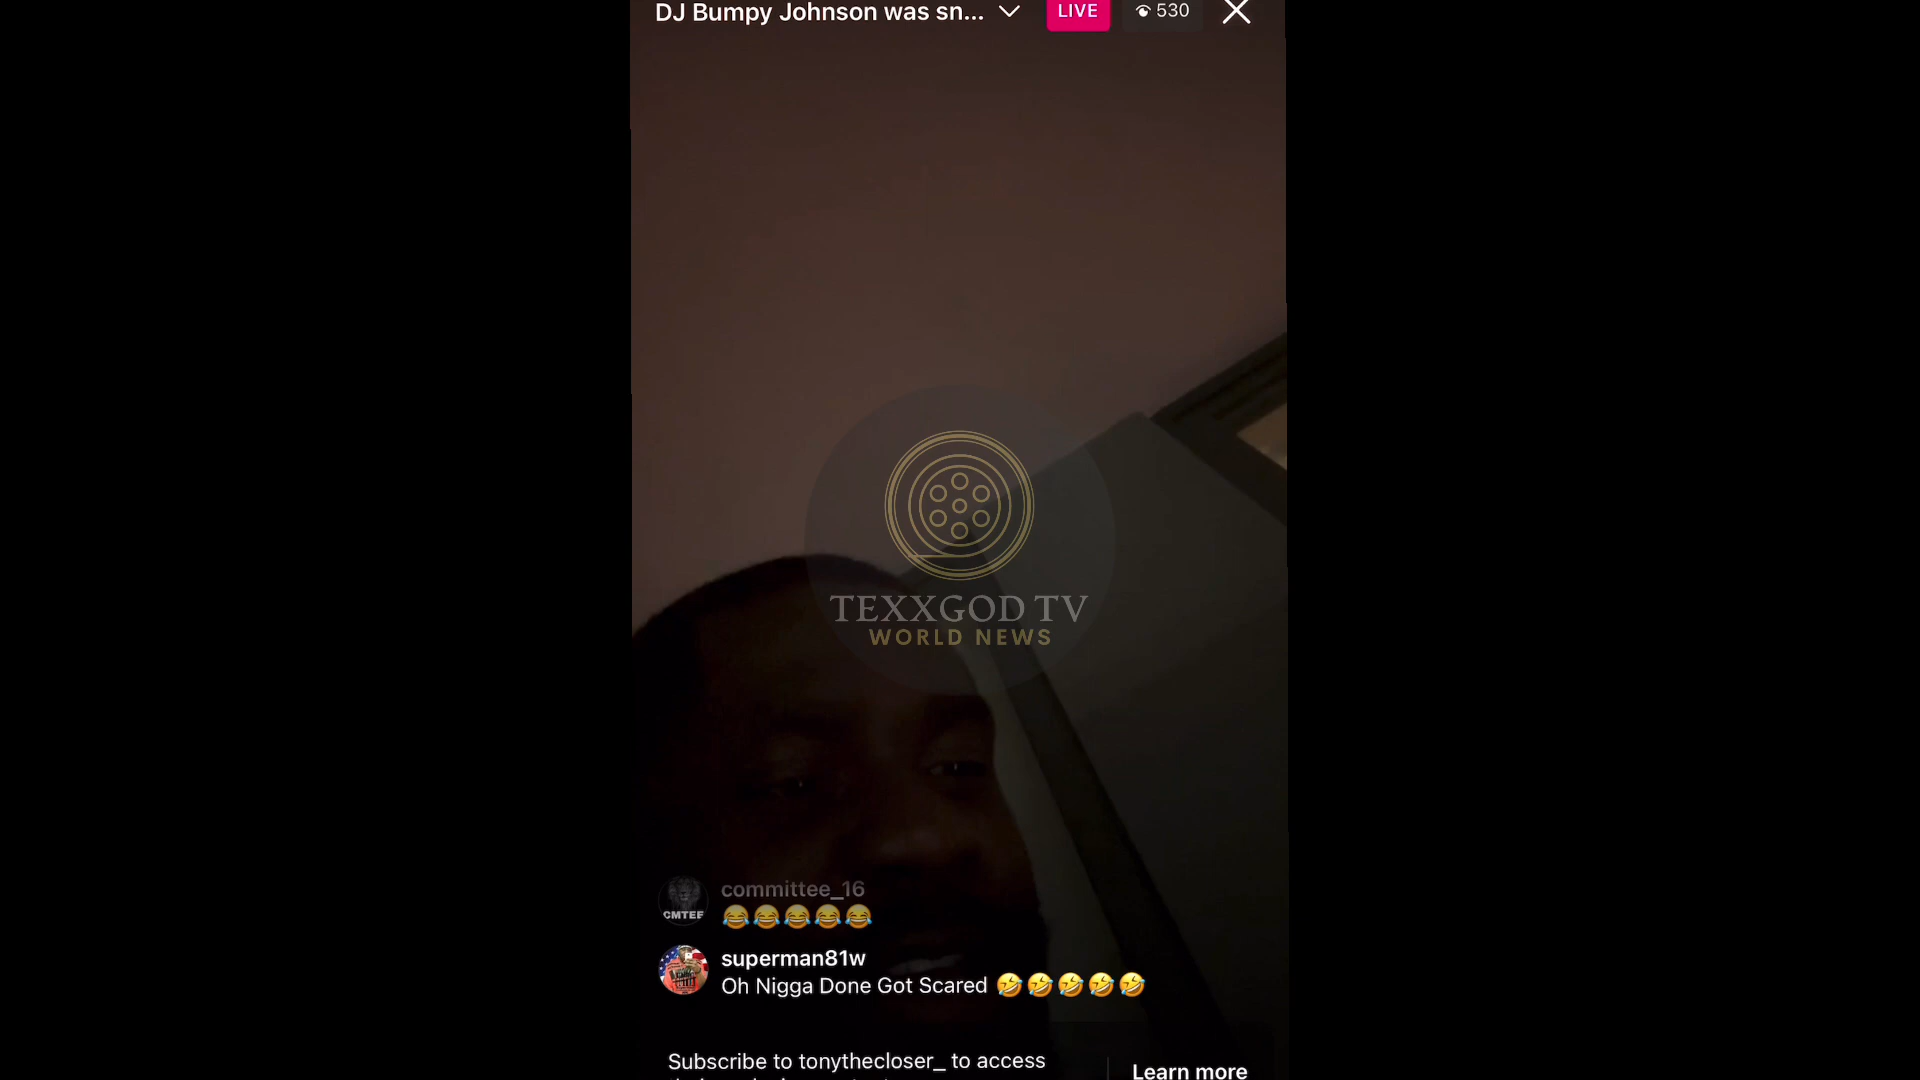 DJ Bumpy Johnson was sn...
LIVE
530
TEXXGOD TV
WORLD NEWS
committee_16
😂😂😂😂😂
CMTEF
superman81w
Oh Nigga Done Got Scared 🤣🤣🤣🤣🤣
Subscribe to tonythecloser_ to access
Learn more